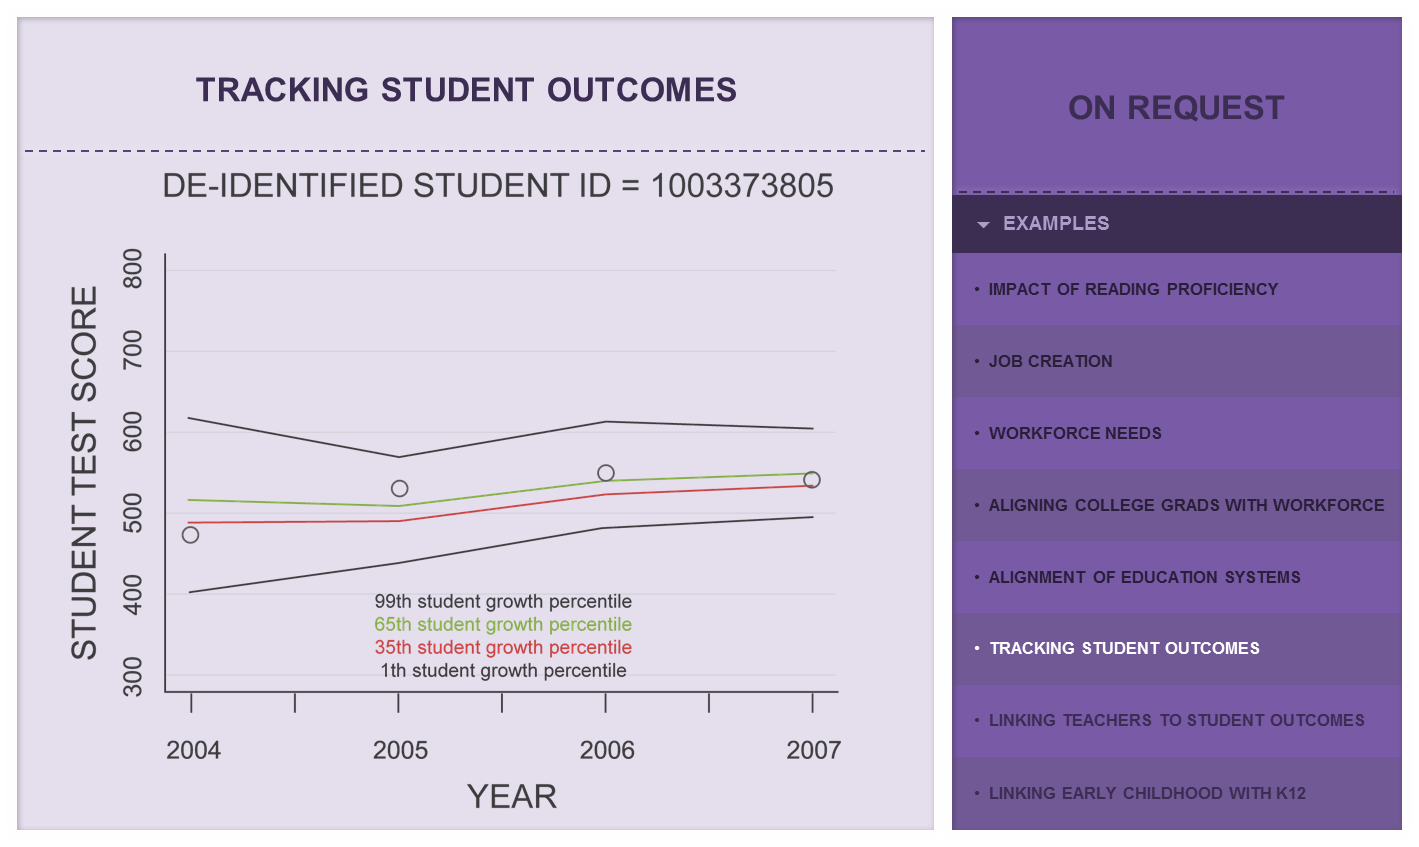 TRACKING STUDENT OUTCOMES
DE-IDENTIFIED STUDENT ID = 1003373805
STUDENT TEST SCORE
800
700
600
500
400
300
99th student growth percentile
65th student growth percentile
35th student growth percentile
1th student growth percentile
2004 2005 2006 2007
YEAR
ON REQUEST
EXAMPLES
• IMPACT OF READING PROFICIENCY
• JOB CREATION
• WORKFORCE NEEDS
• ALIGNING COLLEGE GRADS WITH WORKFORCE
• ALIGNMENT OF EDUCATION SYSTEMS
• TRACKING STUDENT OUTCOMES
• LINKING TEACHERS TO STUDENT OUTCOMES
• LINKING EARLY CHILDHOOD WITH K12